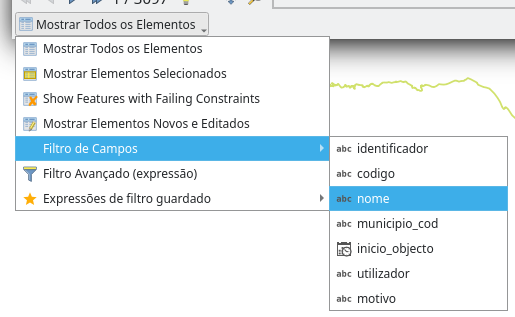 1 / 3697
Mostrar Todos os Elementos
Mostrar Todos os Elementos
Mostrar Elementos Selecionados
Show Features with Failing Constraints
Mostrar Elementos Novos e Editados
Filtro de Campos
Filtro Avançado (expressão)
Expressões de filtro guardado
abc identificador
abc codigo
abc nome
abc municipio_cod
inicio_objecto
abc utilizador
abc motivo